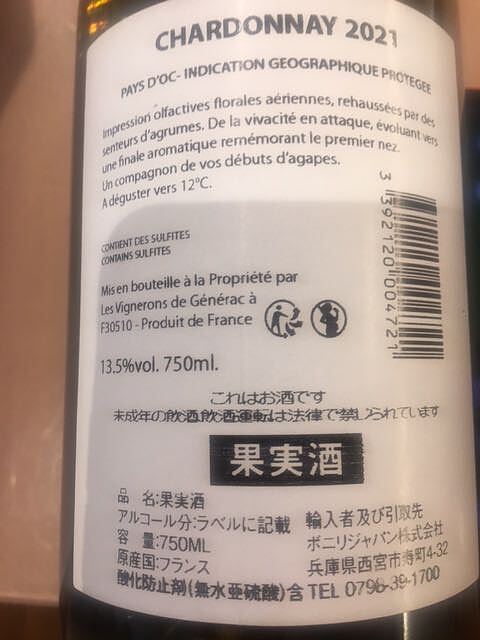 CHARDONNAY 2021
PAYS D'OC- INDICATION GEOGRAPHIQUE PROTEGEE
Impression olfactives florales aériennes, rehaussées par des
senteurs d'agrumes. De la vivacité en attaque, évoluant vers
une finale aromatique remémorant le premier nez.
Un compagnon de vos débuts d'agapes.
A déguster vers 12°C.
CONTIENT DES SULFITES
CONTAINS SULFITES
Mis en bouteille à la Propriété par
Les Vignerons de Générac à
F30510 - Produit de France
13.5%vol. 750ml.
3 392120 004721
これはお酒です
未成年の飲酒飲酒運転は法律で禁じられています
果実酒
品 名:果実酒
アルコール分:ラベルに記載
容 量:750ML
原産国:フランス
酸化防止剤(無水亜硫酸)含
輸入者及び引取先
ボニリジャパン株式会社
兵庫県西宮市寿町4-32
TEL 0798-39-1700